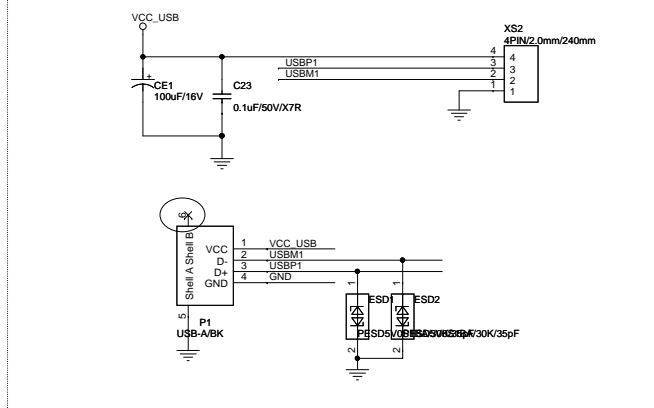 VCC_USB
XS2
4PIN/2.0mm/240mm
4 4
USBP1 3 3
USBM1 2 2
1 1
+
CE1
100uF/16V
C23
0.1uF/50V/X7R
6
Shell A Shell B
VCC 1 VCC_USB
D- 2 USBM1
D+ 3 USBP1
GND 4 GND
5
P1
USB-A/BK
1 1
ESD1 ESD2
/30K/35pF
2 2